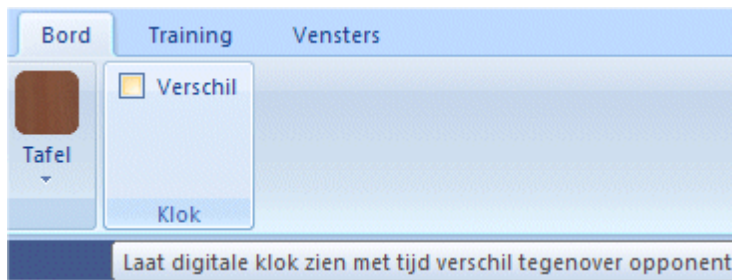 Bord Training Vensters
Verschil
Tafel
Klok
Laat digitale klok zien met tijd verschil tegenover opponent